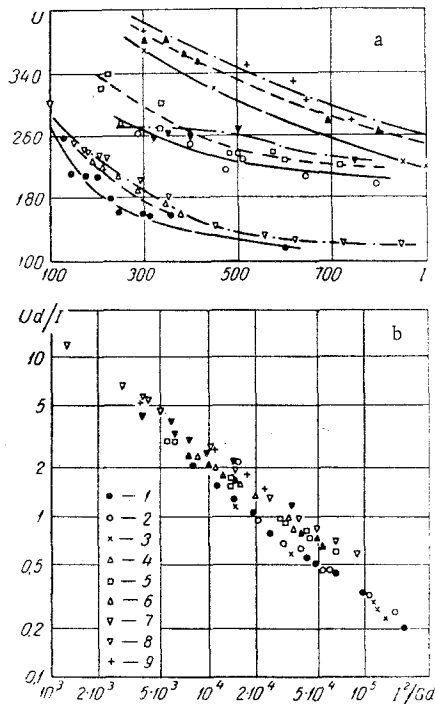 U
a
340
260
180
100
100
300
500
700
I
Ud/I
b
10
5
2
1
0,5
0,2
0,1
● — 1
○ — 2
× — 3
△ — 4
□ — 5
▲ — 6
▼ — 7
▽ — 8
+ — 9
10³
2·10³
5·10³
10⁴
2·10⁴
5·10⁴
10⁵
I²/Gd